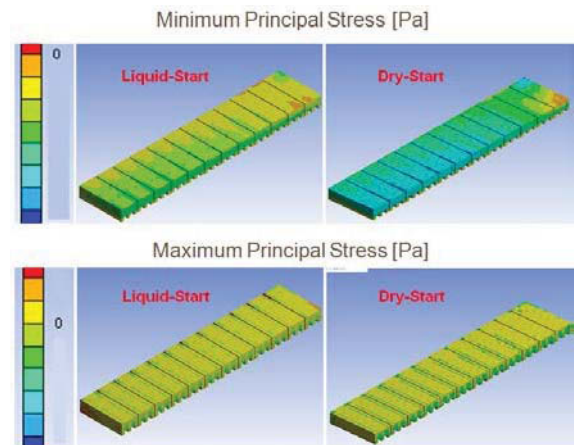 Minimum Principal Stress [Pa]
0
Liquid-Start
Dry-Start
Maximum Principal Stress [Pa]
0
Liquid-Start
Dry-Start